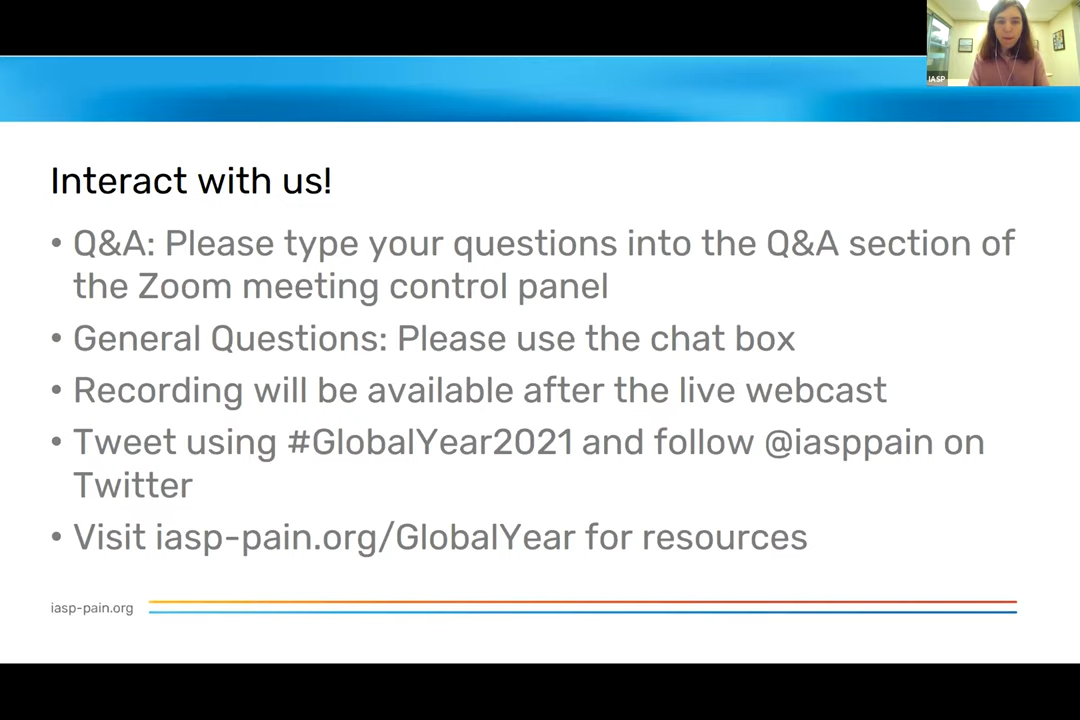 IASP
Interact with us!
• Q&A: Please type your questions into the Q&A section of
the Zoom meeting control panel
• General Questions: Please use the chat box
• Recording will be available after the live webcast
• Tweet using #GlobalYear2021 and follow @iasppain on
Twitter
• Visit iasp-pain.org/GlobalYear for resources
iasp-pain.org